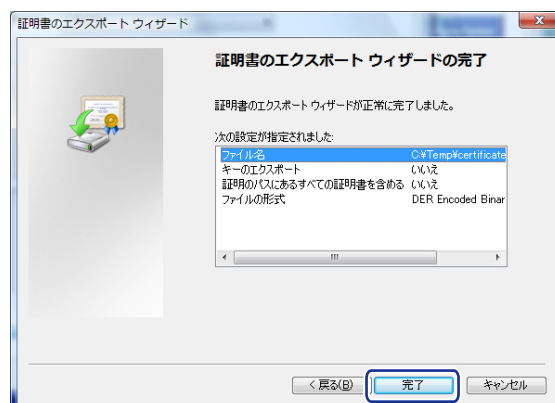 証明書のエクスポート ウィザード
証明書のエクスポート ウィザードの完了
証明書のエクスポート ウィザードが正常に完了しました。
次の設定が指定されました:
ファイル名 C:¥Temp¥certificate
キーのエクスポート いいえ
証明のパスにあるすべての証明書を含める いいえ
ファイルの形式 DER Encoded Binar
< 戻る(B) 完了 キャンセル